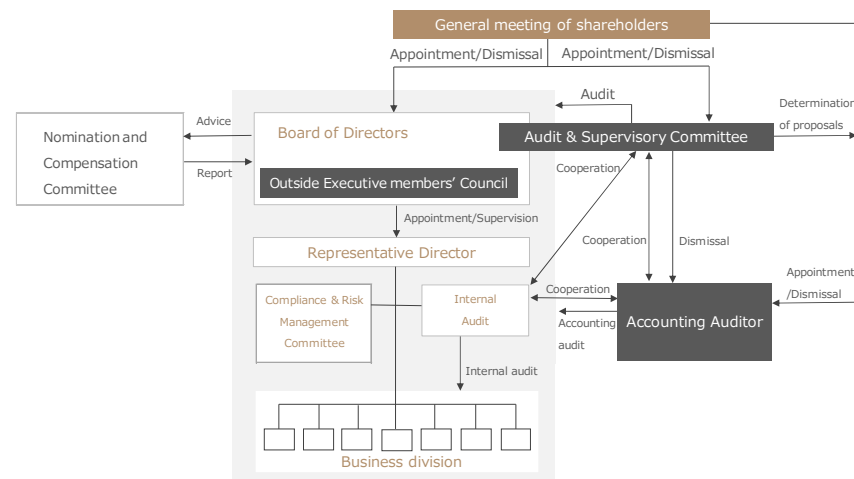 General meeting of shareholders
Appointment/Dismissal
Appointment/Dismissal
Audit
Determination
of proposals
Advice
Nomination and
Compensation
Committee
Report
Board of Directors
Audit & Supervisory Committee
Outside Executive members' Council
Cooperation
Appointment/Supervision
Cooperation
Dismissal
Representative Director
Appointment
/Dismissal
Compliance & Risk
Management
Committee
Internal
Audit
Cooperation
Accounting
audit
Accounting Auditor
Internal audit
Business division